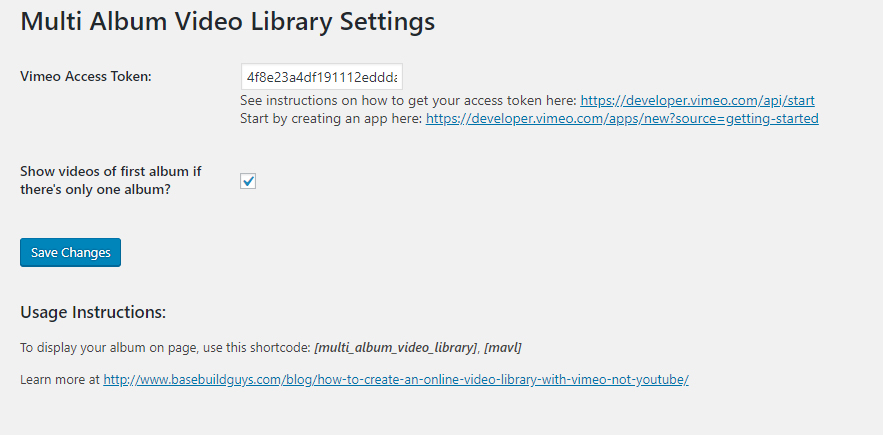 Multi Album Video Library Settings
Vimeo Access Token:
4f8e23a4df191112eddda
See instructions on how to get your access token here: https://developer.vimeo.com/api/start
Start by creating an app here: https://developer.vimeo.com/apps/new?source=getting-started
Show videos of first album if
there's only one album?
Save Changes
Usage Instructions:
To display your album on page, use this shortcode: [multi_album_video_library], [mavl]
Learn more at http://www.basebuildguys.com/blog/how-to-create-an-online-video-library-with-vimeo-not-youtube/